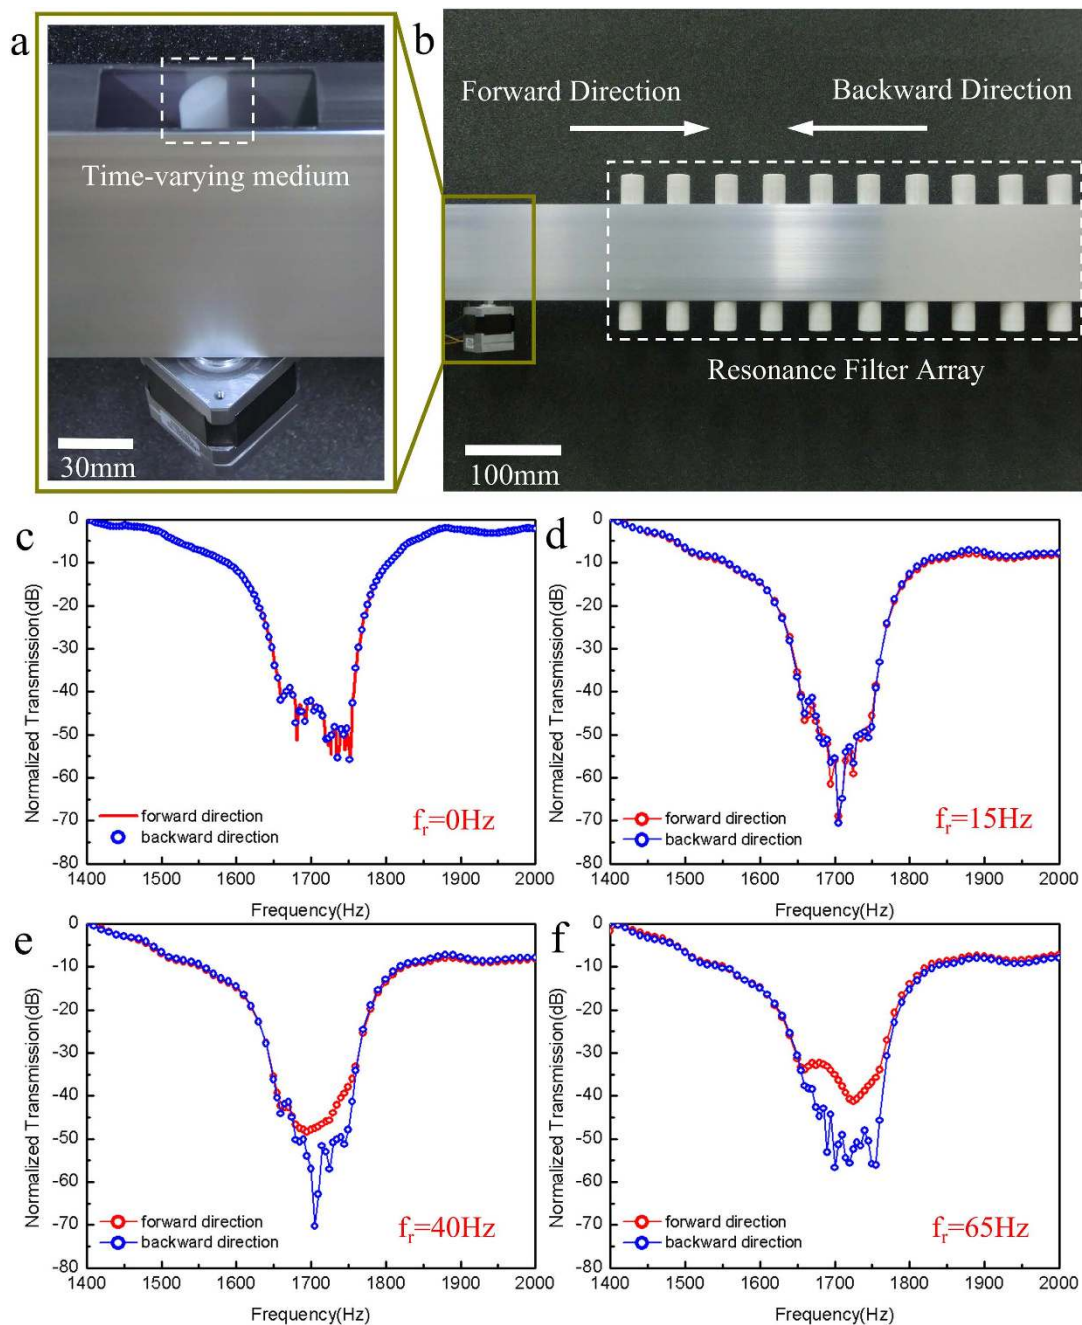 a
Time-varying medium
30mm
b
Forward Direction
Backward Direction
Resonance Filter Array
100mm
c
Normalized Transmission(dB)
0
-10
-20
-30
-40
-50
-60
-70
-80
forward direction
backward direction
fr=0Hz
1400 1500 1600 1700 1800 1900 2000
Frequency(Hz)
d
Normalized Transmission(dB)
0
-10
-20
-30
-40
-50
-60
-70
-80
forward direction
backward direction
fr=15Hz
1400 1500 1600 1700 1800 1900 2000
Frequency(Hz)
e
Normalized Transmission(dB)
0
-10
-20
-30
-40
-50
-60
-70
-80
forward direction
backward direction
fr=40Hz
1400 1500 1600 1700 1800 1900 2000
Frequency(Hz)
f
Normalized Transmission(dB)
0
-10
-20
-30
-40
-50
-60
-70
-80
forward direction
backward direction
fr=65Hz
1400 1500 1600 1700 1800 1900 2000
Frequency(Hz)